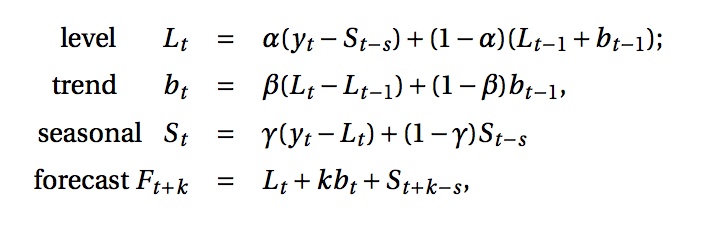 level L_t = α(y_t − S_{t−s}) + (1 − α)(L_{t−1} + b_{t−1});
trend b_t = β(L_t − L_{t−1}) + (1 − β)b_{t−1},
seasonal S_t = γ(y_t − L_t) + (1 − γ)S_{t−s}
forecast F_{t+k} = L_t + kb_t + S_{t+k−s},